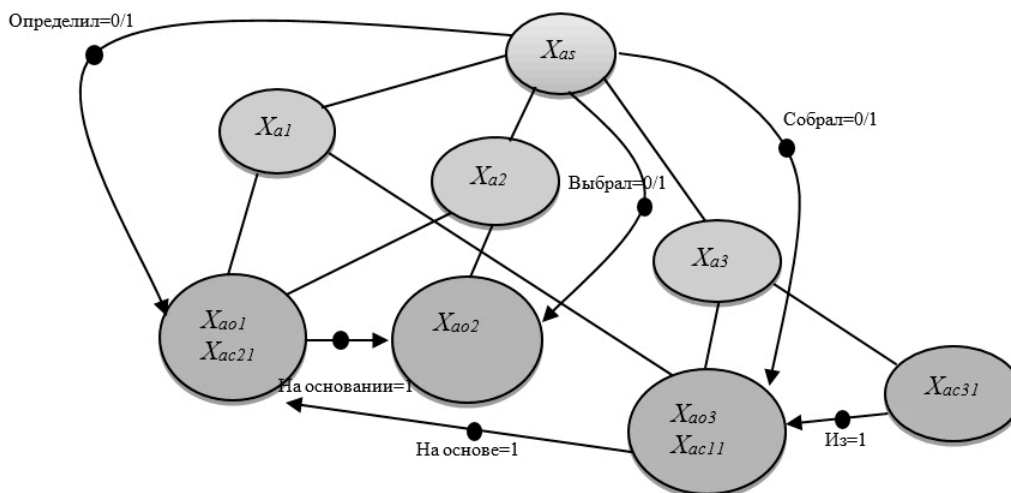 Определил=0/1
Xas
Собрал=0/1
Xa1
Xa2
Выбрал=0/1
Xa3
Xao1
Xac21
Xao2
На основании=1
Xac31
Xao3
Xac11
На основе=1
Из=1